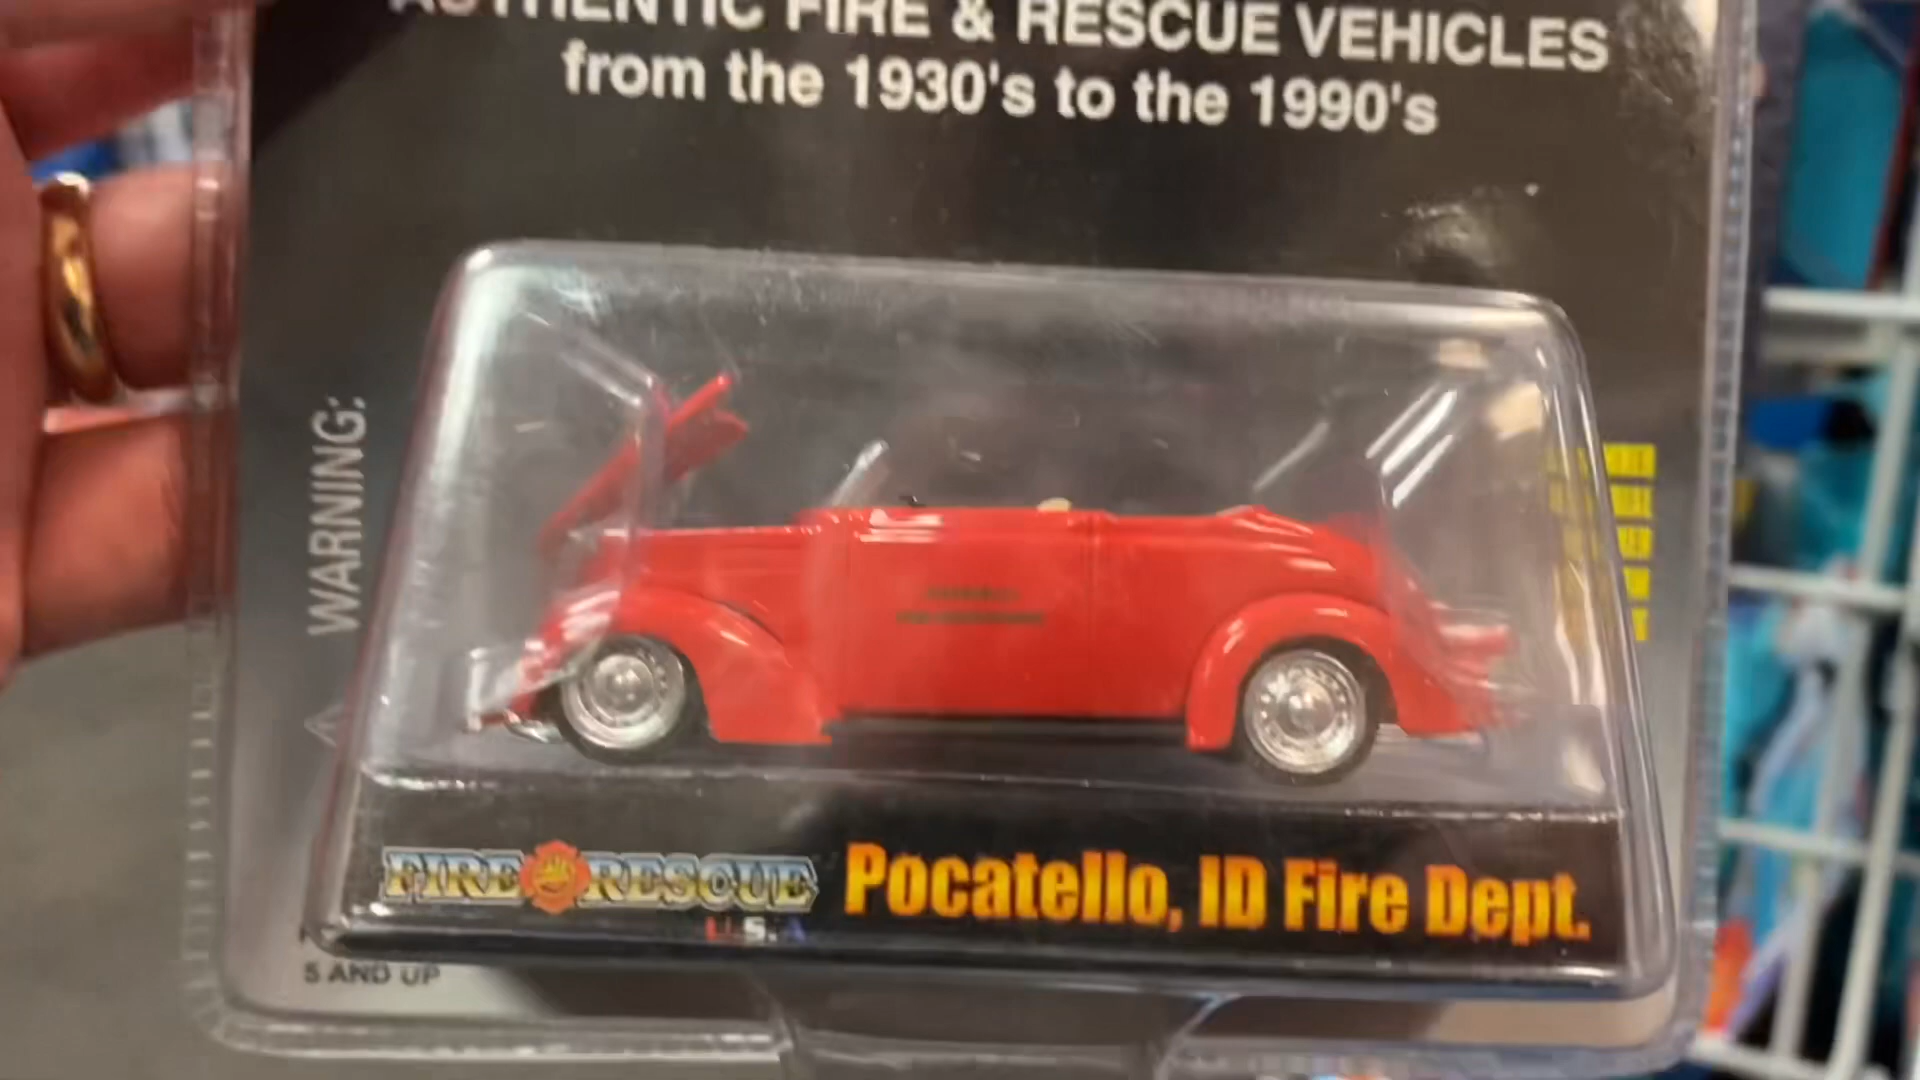 AUTHENTIC FIRE & RESCUE VEHICLES
from the 1930's to the 1990's
WARNING:
FIRE RESCUE
U.S.A
Pocatello, ID Fire Dept.
5 AND UP